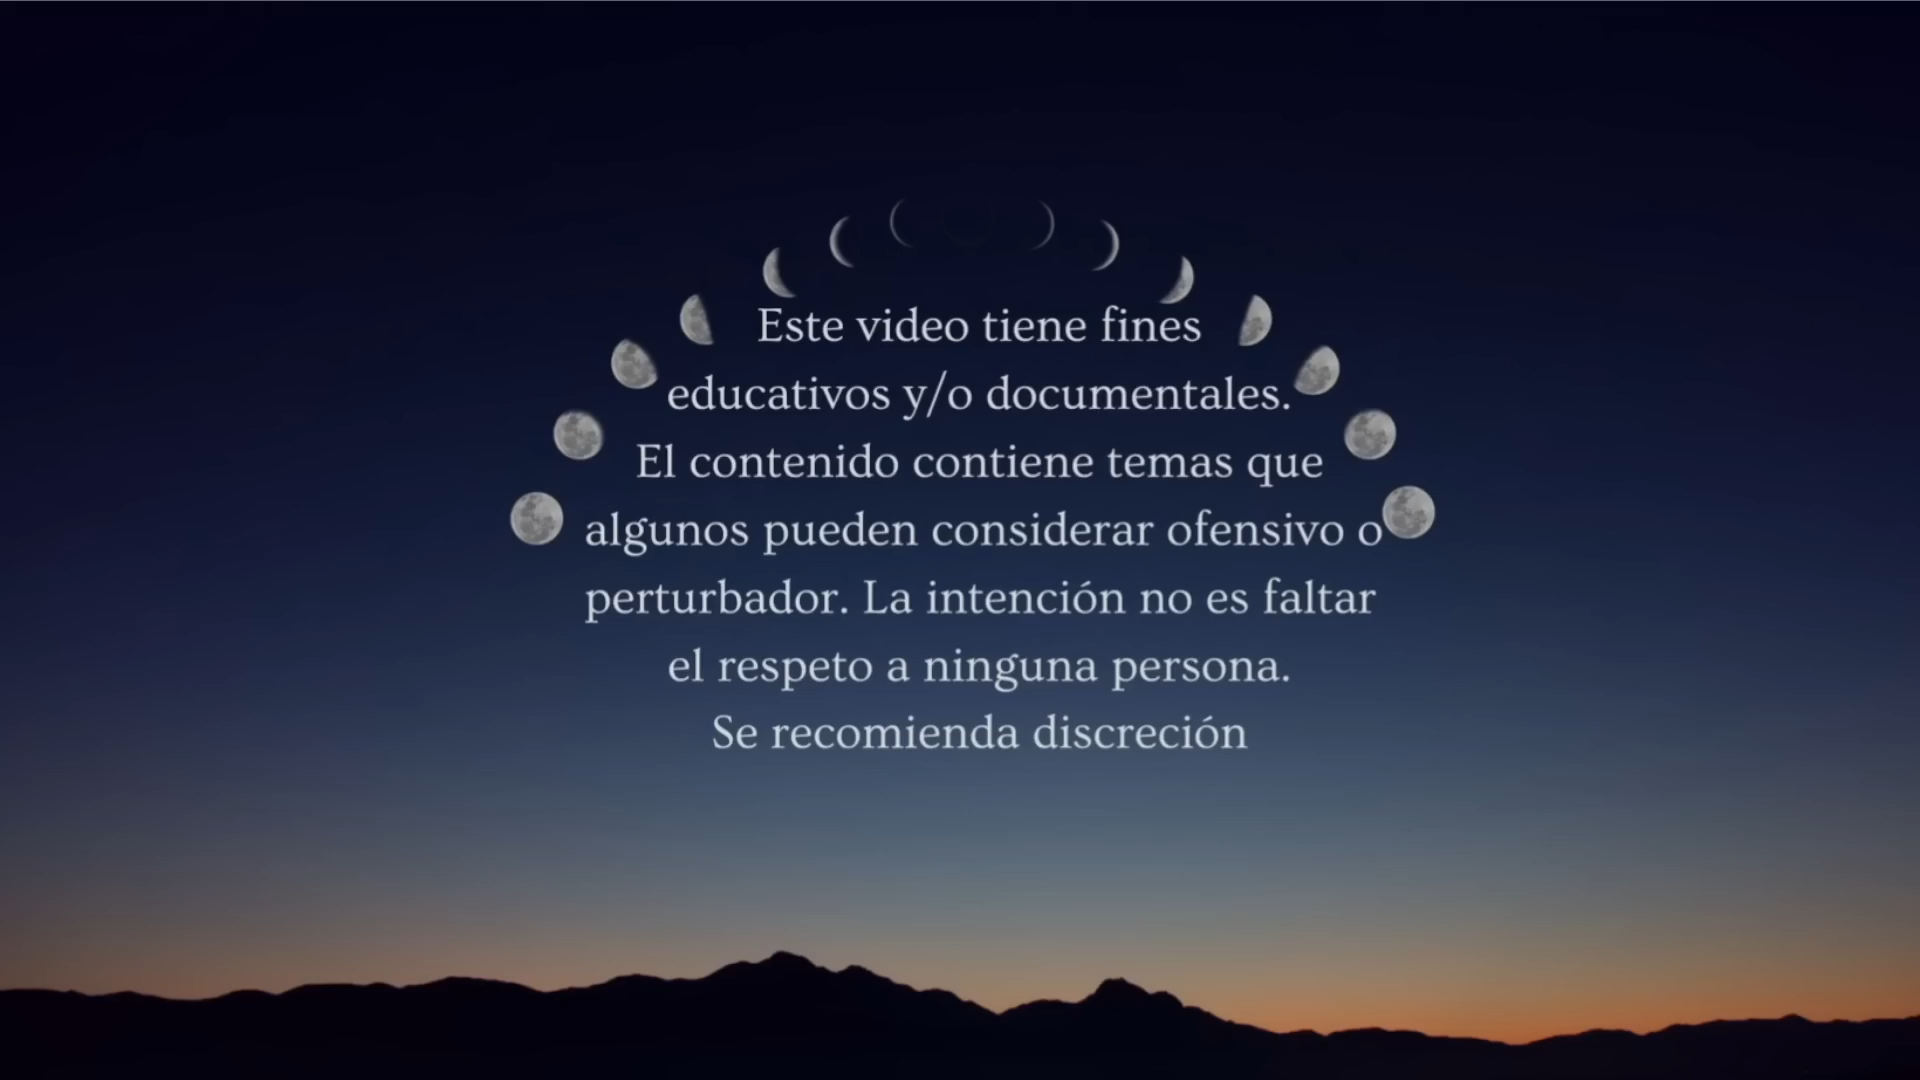 Este video tiene fines
educativos y/o documentales.
El contenido contiene temas que
algunos pueden considerar ofensivo o
perturbador. La intención no es faltar
el respeto a ninguna persona.
Se recomienda discreción